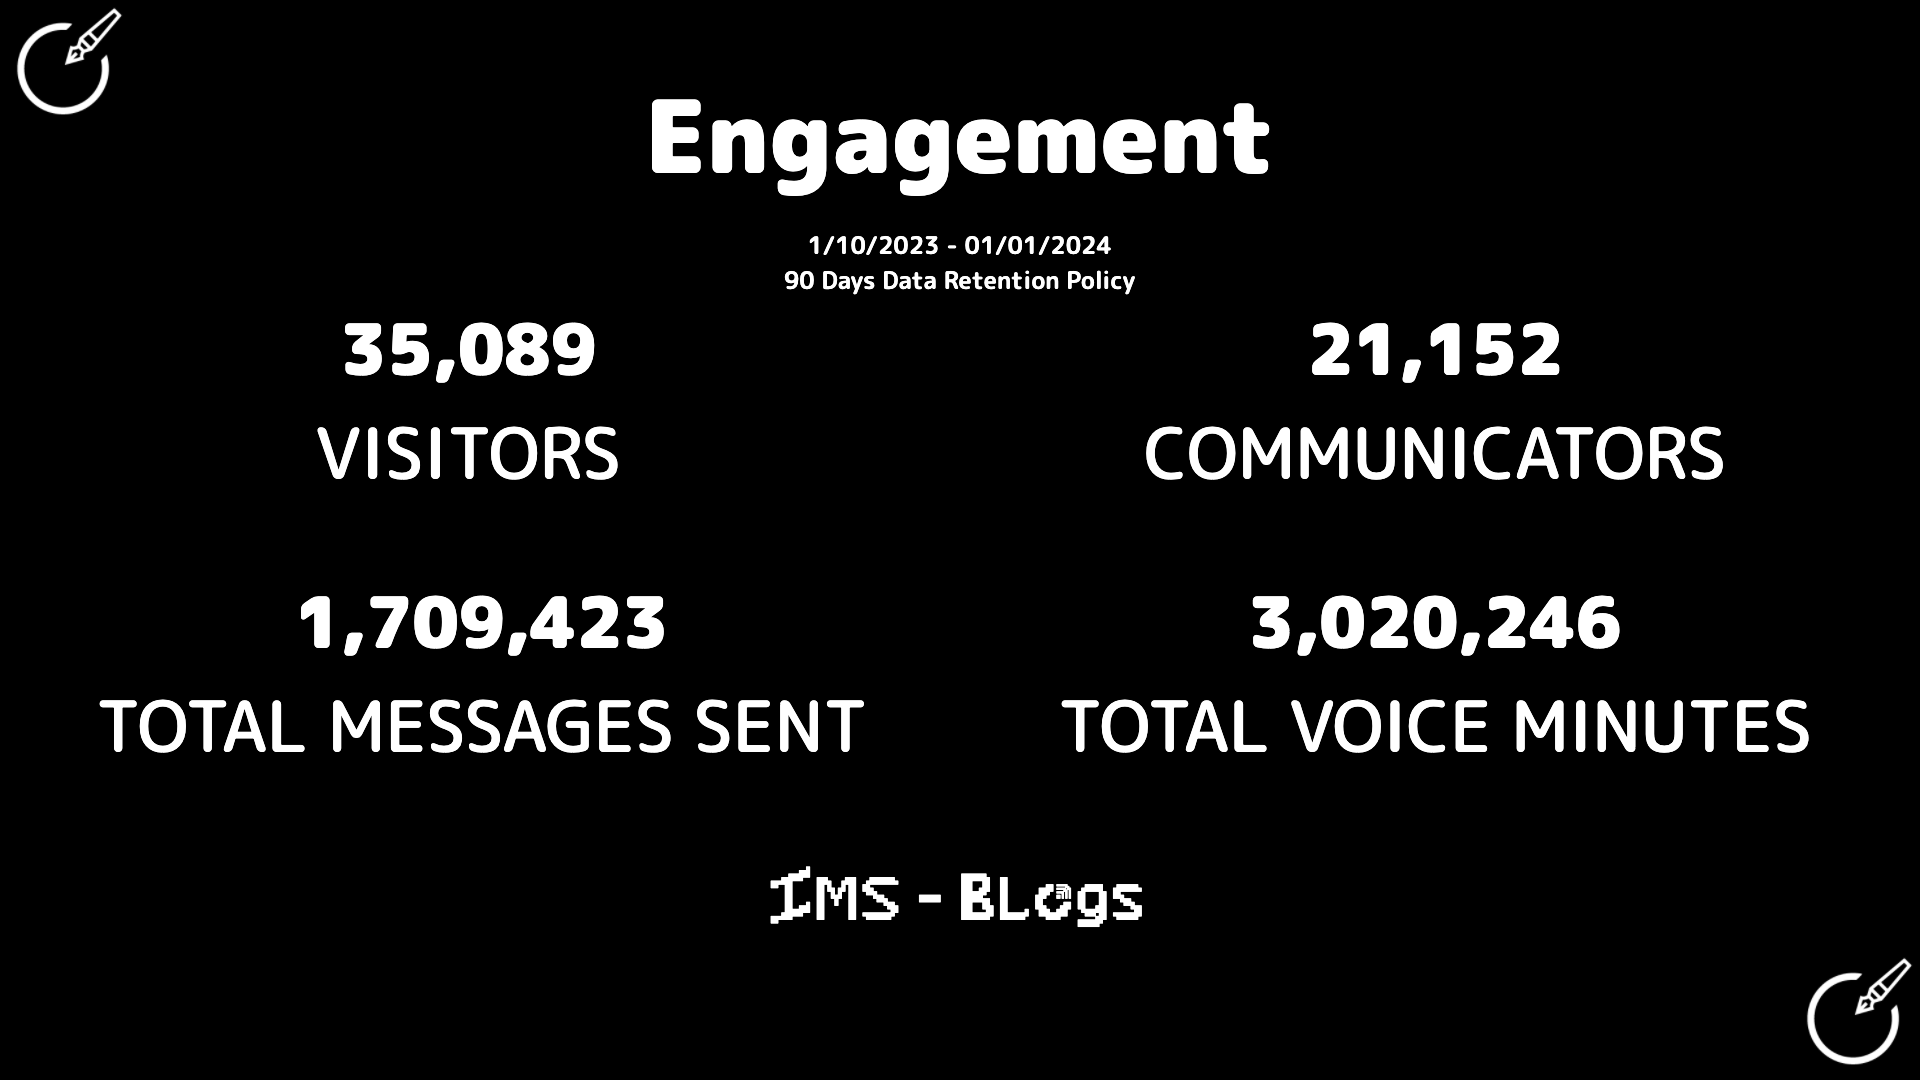 Engagement
1/10/2023 - 01/01/2024
90 Days Data Retention Policy
35,089
VISITORS
21,152
COMMUNICATORS
1,709,423
TOTAL MESSAGES SENT
3,020,246
TOTAL VOICE MINUTES
IMS - BLogs